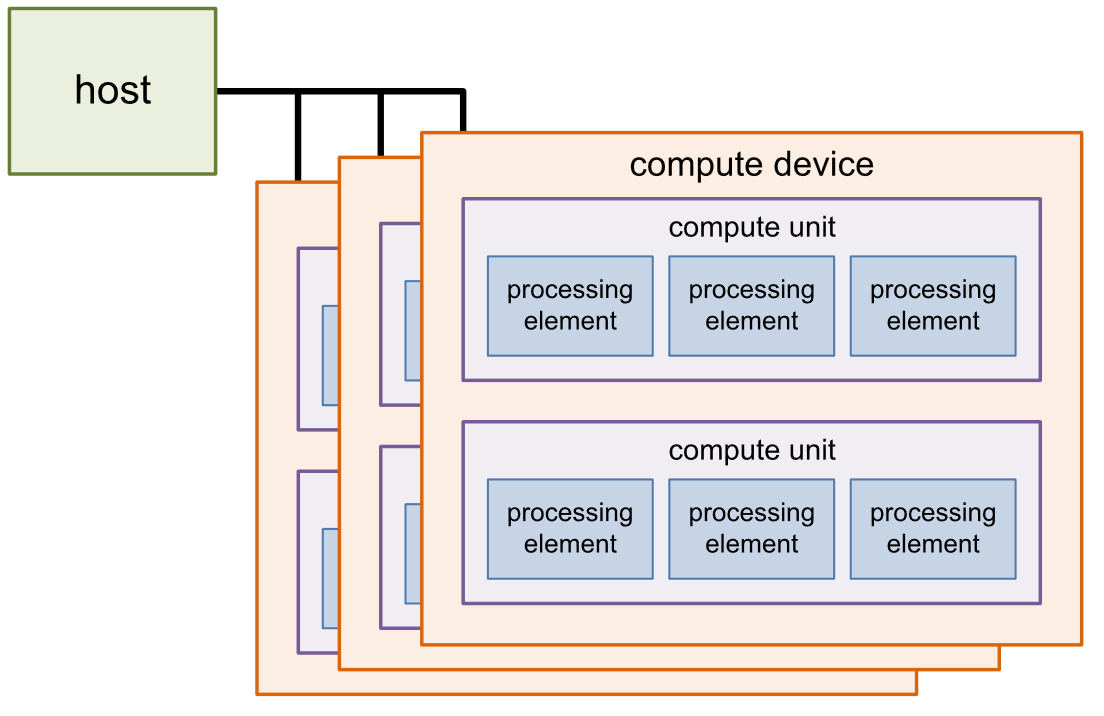 host
compute device
compute unit
processing
element
processing
element
processing
element
compute unit
processing
element
processing
element
processing
element